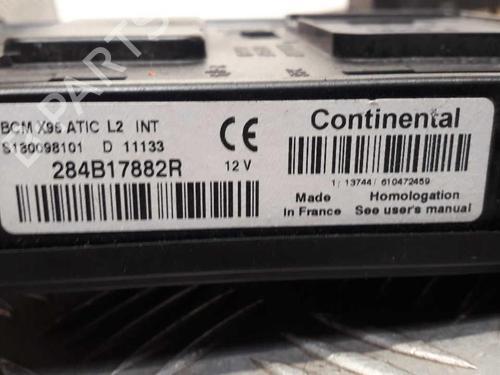 BCM X95 ATIC L2 INT
S180098101 D 11133
284B17882R
12 V
CE
Continental
1/ 13744/ 610472459
Made
In France
Homologation
See user's manual
B PARTS